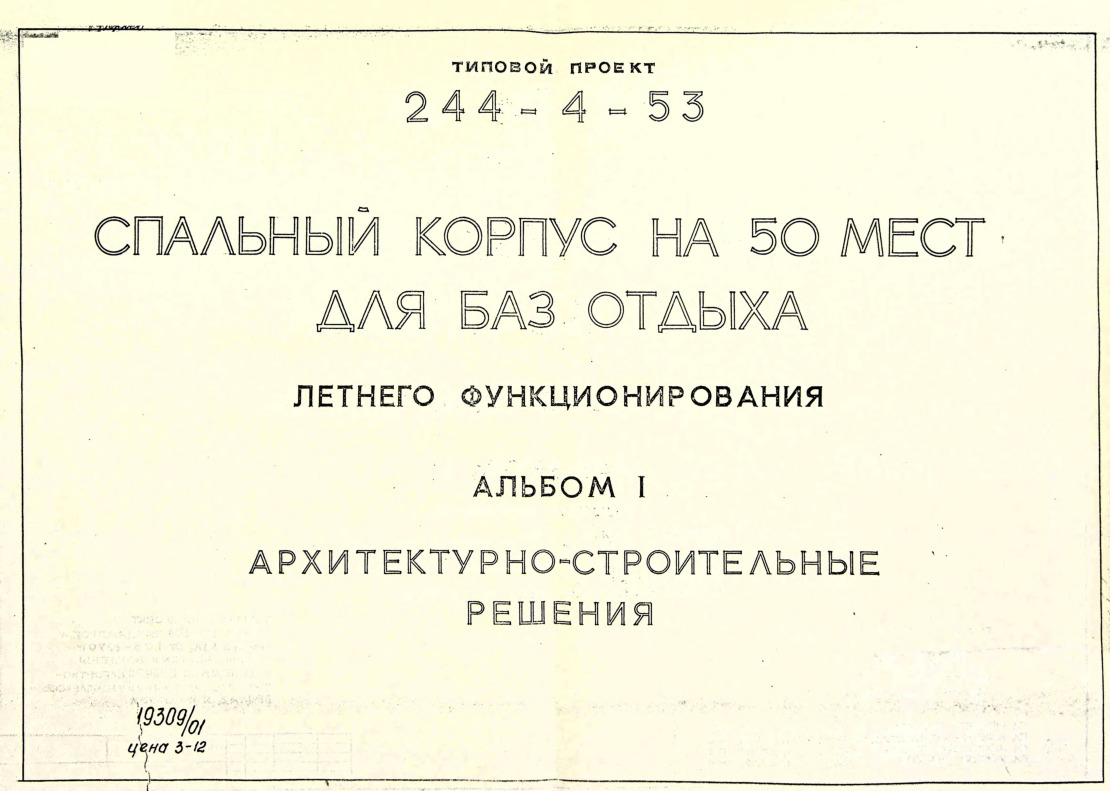 ТИПОВОЙ ПРОЕКТ
244-4-53
СПАЛЬНЫЙ КОРПУС НА 50 МЕСТ
ДЛЯ БАЗ ОТДЫХА
ЛЕТНЕГО ФУНКЦИОНИРОВАНИЯ
АЛЬБОМ I
АРХИТЕКТУРНО-СТРОИТЕЛЬНЫЕ
РЕШЕНИЯ
19309/01
цена 3-12